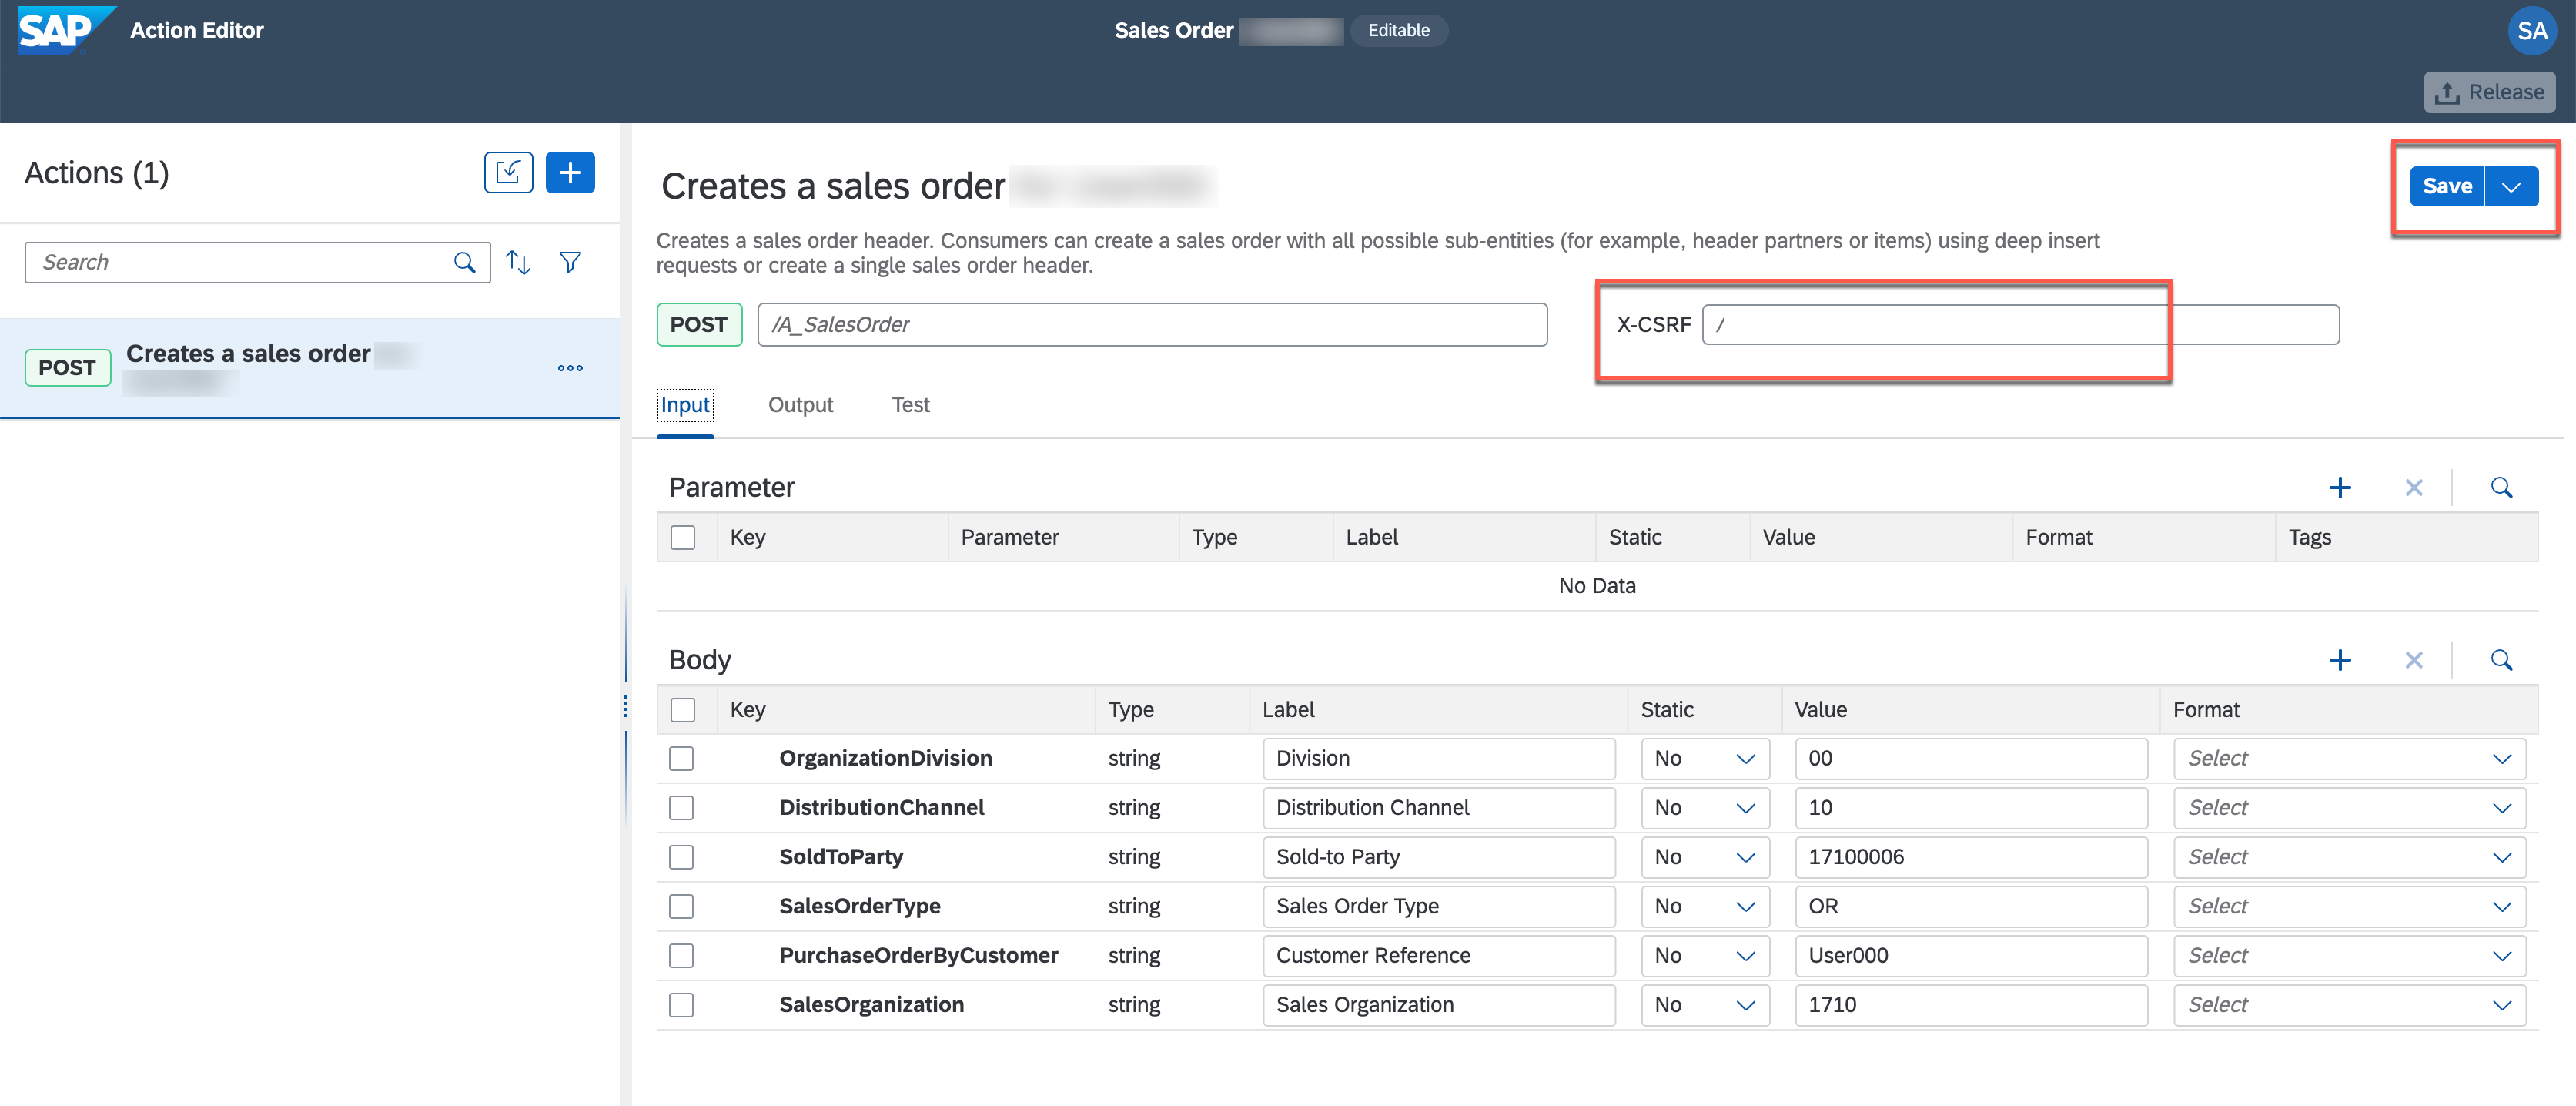 SAP Action Editor Sales Order Editable SA
Release
Actions (1)
Search
POST Creates a sales order
Creates a sales order
Save
Creates a sales order header. Consumers can create a sales order with all possible sub-entities (for example, header partners or items) using deep insert
requests or create a single sales order header.
POST /A_SalesOrder X-CSRF /
Input Output Test
Parameter
Key Parameter Type Label Static Value Format Tags
No Data
Body
Key Type Label Static Value Format
OrganizationDivision string Division No 00 Select
DistributionChannel string Distribution Channel No 10 Select
SoldToParty string Sold-to Party No 17100006 Select
SalesOrderType string Sales Order Type No OR Select
PurchaseOrderByCustomer string Customer Reference No User000 Select
SalesOrganization string Sales Organization No 1710 Select